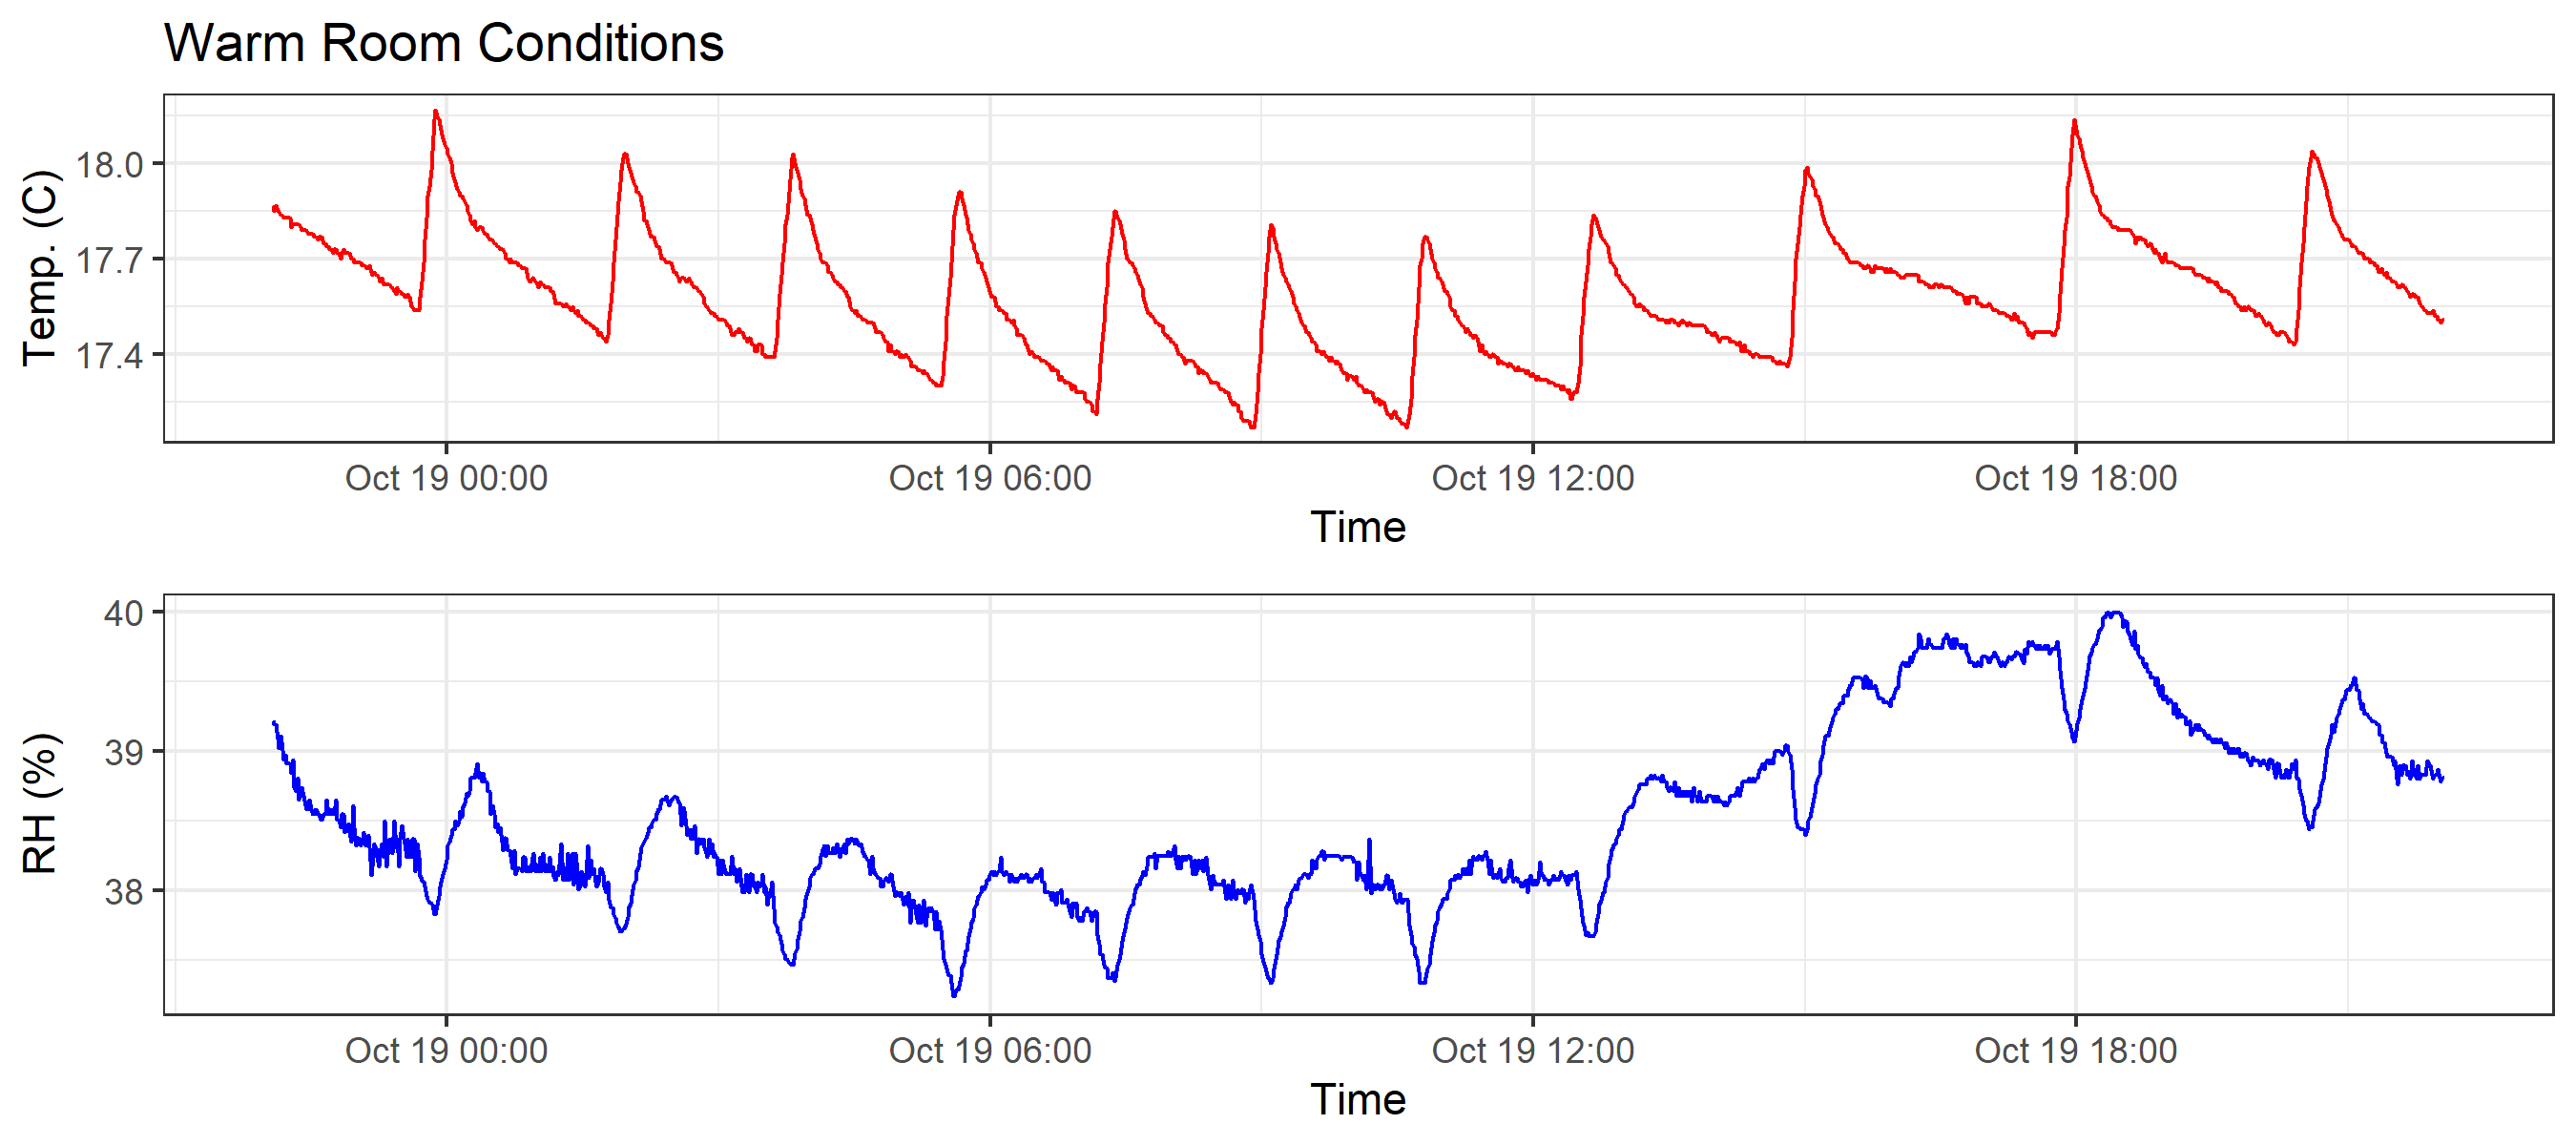 Warm Room Conditions
Temp. (C)
18.0
17.7
17.4
Oct 19 00:00 Oct 19 06:00 Oct 19 12:00 Oct 19 18:00
Time
RH (%)
40
39
38
Oct 19 00:00 Oct 19 06:00 Oct 19 12:00 Oct 19 18:00
Time